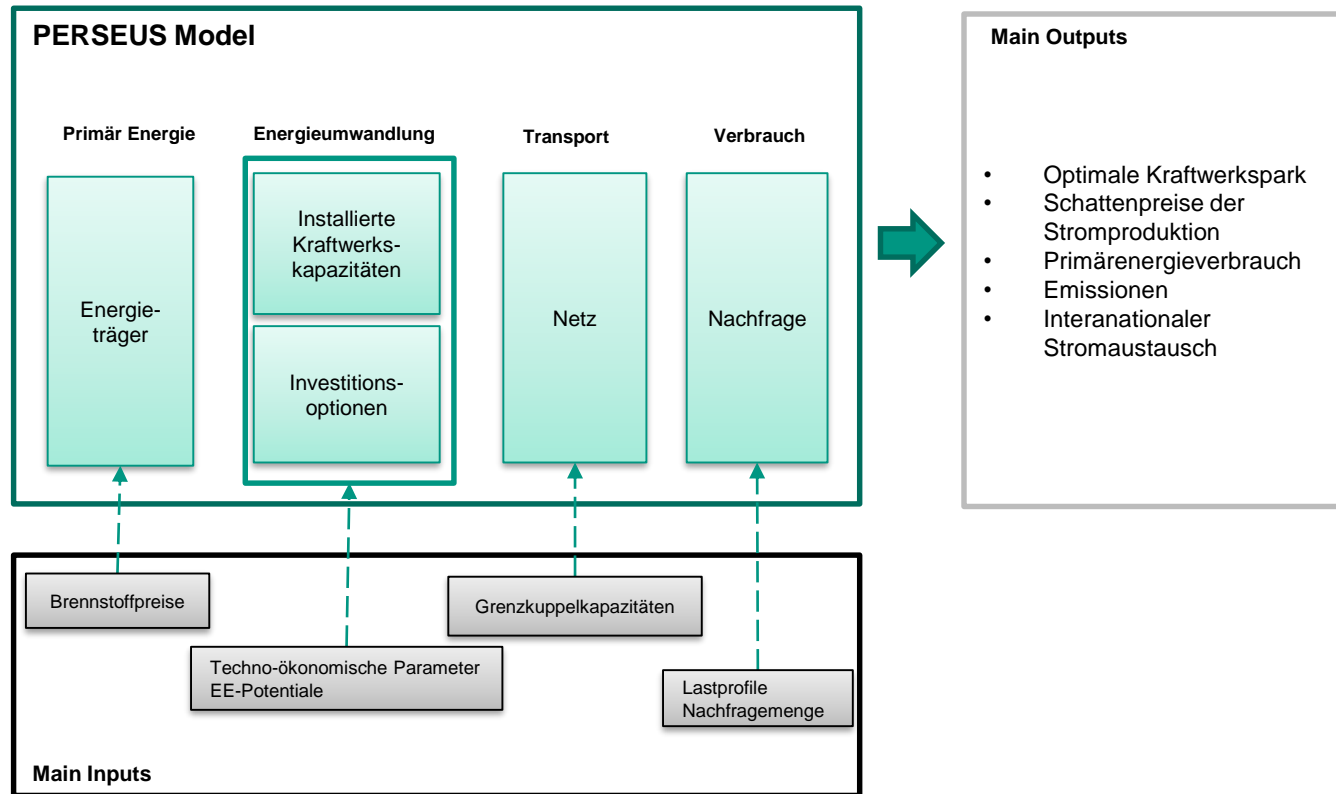 PERSEUS Model
Primär Energie
Energieumwandlung
Transport
Verbrauch
Energie-
träger
Installierte
Kraftwerks-
kapazitäten
Investitions-
optionen
Netz
Nachfrage
Main Outputs
• Optimale Kraftwerkspark
• Schattenpreise der
Stromproduktion
• Primärenergieverbrauch
• Emissionen
• Interanationaler
Stromaustausch
Brennstoffpreise
Techno-ökonomische Parameter
EE-Potentiale
Grenzkuppelkapazitäten
Lastprofile
Nachfragemenge
Main Inputs